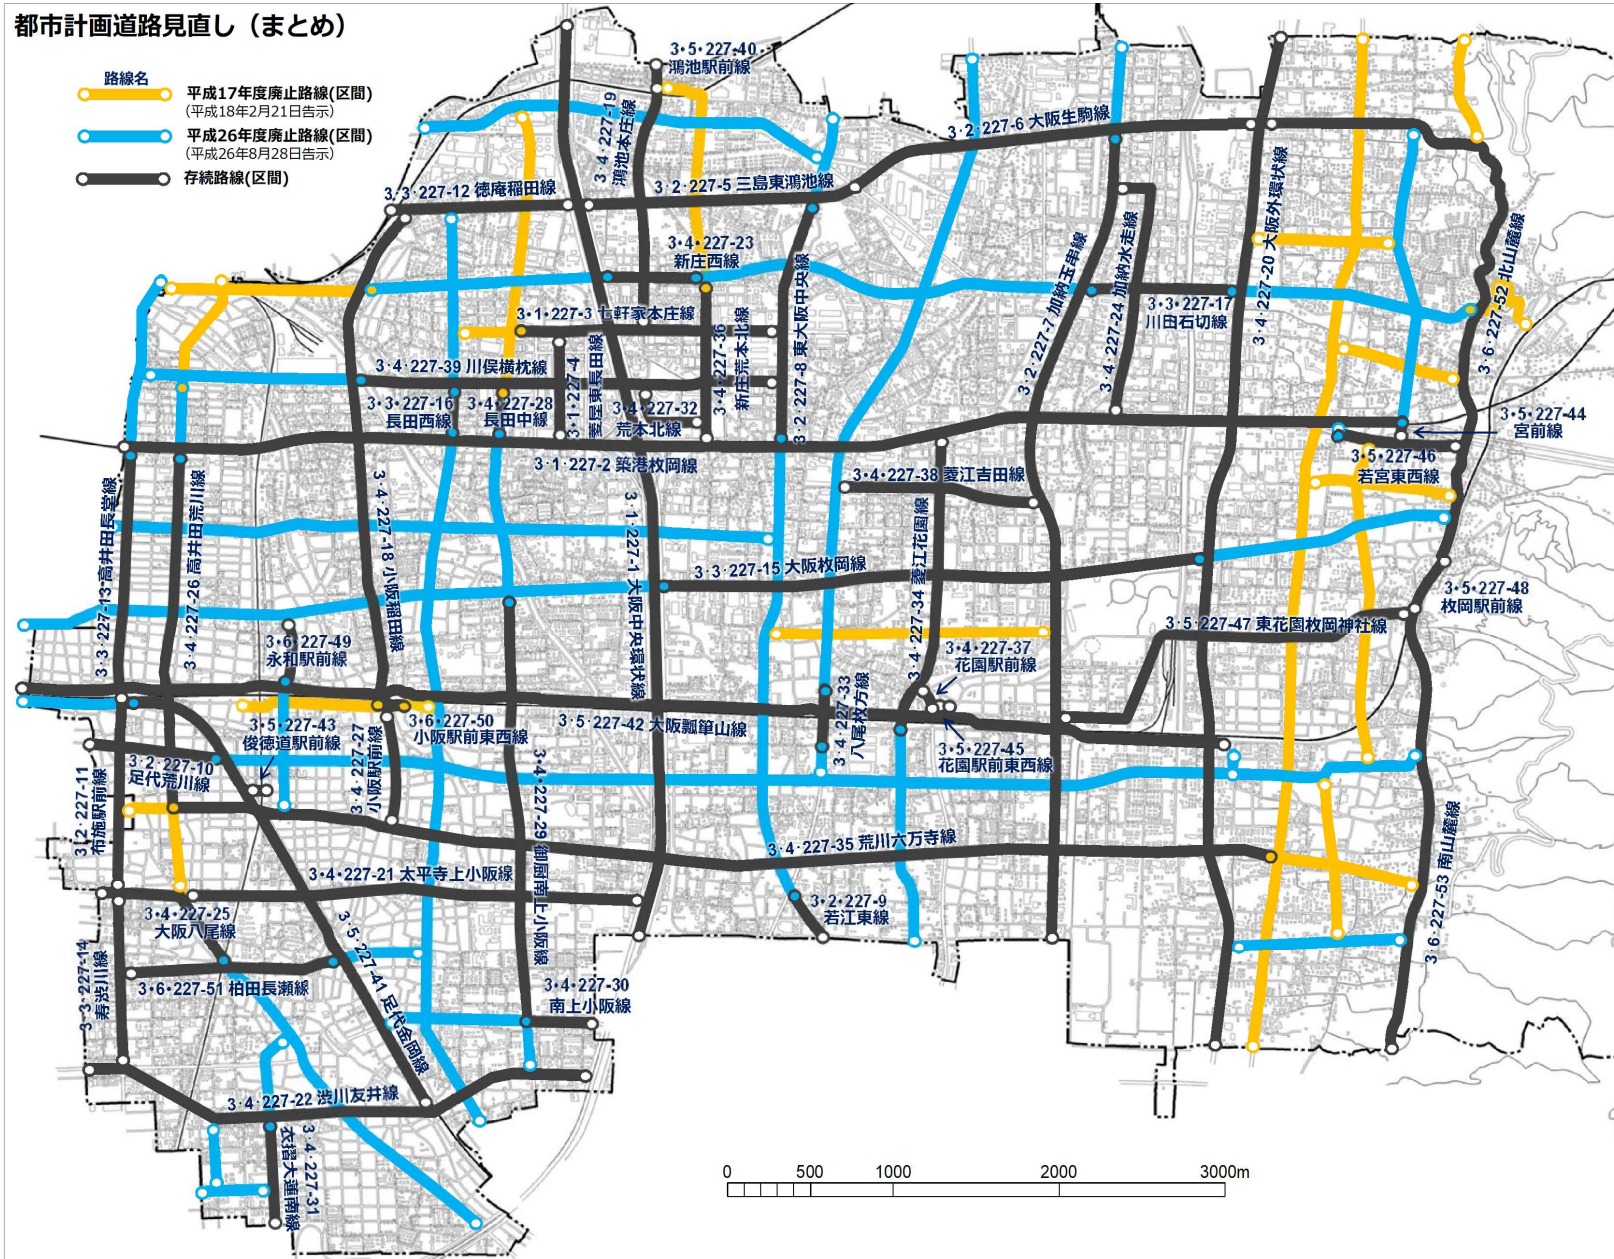 都市計画道路見直し（まとめ）
路線名
平成17年度廃止路線(区間)
(平成18年2月21日告示)
平成26年度廃止路線(区間)
(平成26年8月28日告示)
存続路線(区間)
3・5・227-40
鴻池駅前線
3・4・227-19
鴻池本庄線
3・2・227-6 大阪生駒線
3・3・227-12 徳庵稲田線
3・2・227-5 三島東鴻池線
3・4・227-20 大阪外環状線
3・4・227-23
新庄西線
3・2・227-8 東大阪中央線
3・2・227-7 加納玉串線
3・4・227-24 加納水走線
3・3・227-17
川田石切線
3・6・227-52 北山麓線
3・1・227-3 七軒家本庄線
3・4・227-36
新庄荒本北線
3・1・227-4
菱屋東長田線
3・4・227-39 川俣横枕線
3・3・227-16
長田西線
3・4・227-28
長田中線
3・4・227-32
荒本北線
3・5・227-44
宮前線
3・5・227-46
若宮東西線
3・1・227-2 築港枚岡線
3・4・227-38 菱江吉田線
3・3・227-13 高井田長堂線
3・4・227-26 高井田荒川線
3・4・227-18 小阪稲田線
3・1・227-1 大阪中央環状線
3・4・227-34 菱江花園線
3・3・227-15 大阪枚岡線
3・5・227-48
枚岡駅前線
3・5・227-47 東花園枚岡神社線
3・6・227-49
永和駅前線
3・4・227-37
花園駅前線
3・5・227-43
俊徳道駅前線
3・6・227-50
小阪駅前東西線
3・5・227-42 大阪瓢箪山線
3・4・227-33
八尾枚方線
3・5・227-45
花園駅前東西線
3・2・227-10
足代荒川線
3・2・227-11
布施駅前線
3・4・227-27
小阪駅前線
3・4・227-29 御厨南上小阪線
3・4・227-35 荒川六万寺線
3・6・227-53 南山麓線
3・4・227-21 太平寺上小阪線
3・4・227-25
大阪八尾線
3・2・227-9
若江東線
3・5・227-41 足代金岡線
3・3・227-14
寿渋川線
3・6・227-51 柏田長瀬線
3・4・227-30
南上小阪線
3・4・227-22 渋川友井線
3・4・227-31
衣摺大蓮南線
0 500 1000 2000 3000m